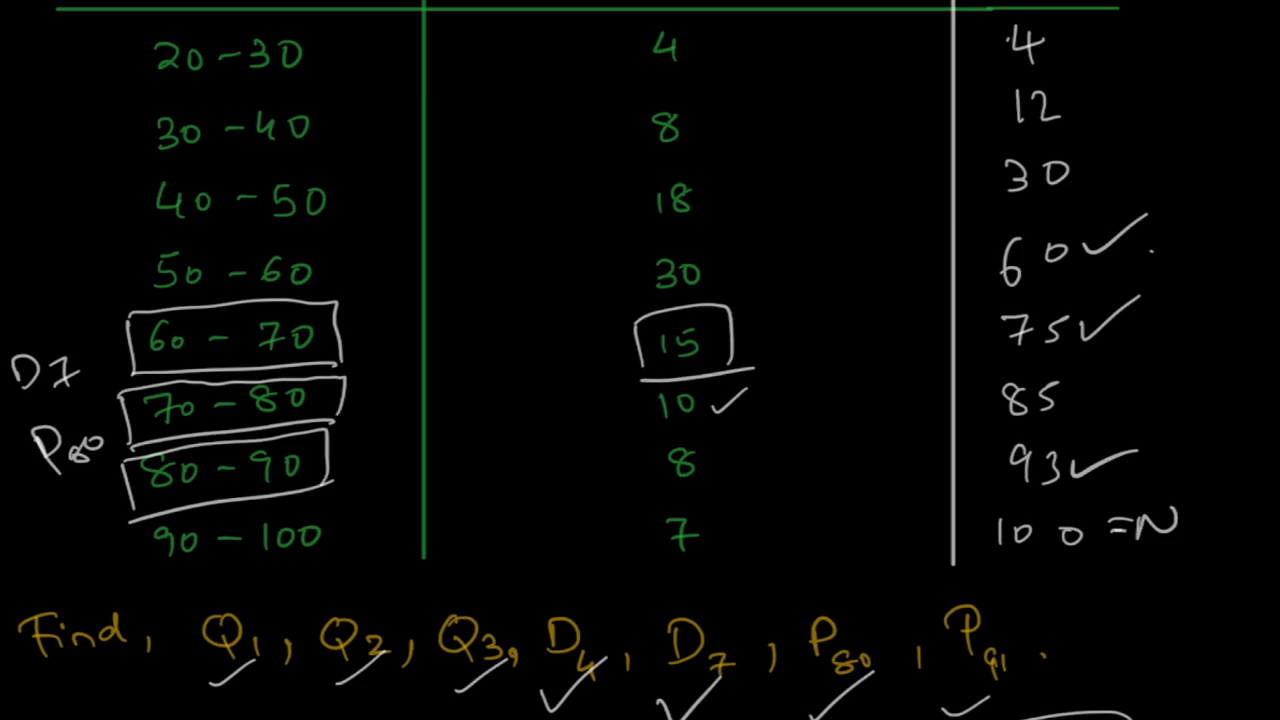 20 - 30 4 4
30 - 40 8 12
40 - 50 18 30
50 - 60 30 60 ✓
60 - 70 15 75 ✓
D7
70 - 80 10 ✓ 85
P80
80 - 90 8 93 ✓
90 - 100 7 100 = N
Find, Q1, Q2, Q3, D4, D7, P80, P91.